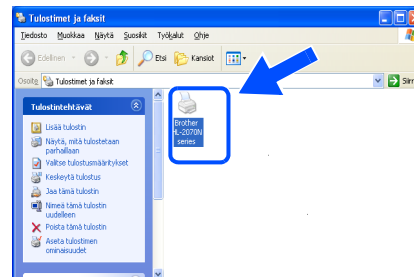 Tulostimet ja faksit
Tiedosto Muokkaa Näytä Suosikit Työkalut Ohje
Edellinen Etsi Kansiot
Osoite Tulostimet ja faksit Siirr
Tulostintehtävät
Lisää tulostin
Näytä, mitä tulostetaan
parhaillaan
Valitse tulostusmääritykset
Keskeytä tulostus
Jaa tämä tulostin
Nimeä tämä tulostin
uudelleen
Poista tämä tulostin
Aseta tulostimen
ominaisuudet
Brother
HL-2070N
series